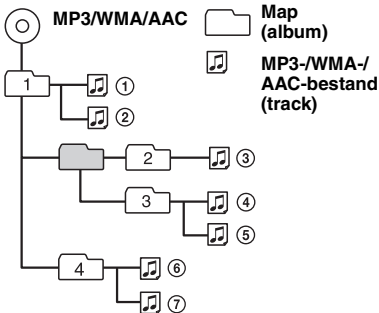 MP3/WMA/AAC
Map
(album)
MP3-/WMA-/
AAC-bestand
(track)
1
①
②
2
③
3
④
⑤
4
⑥
⑦